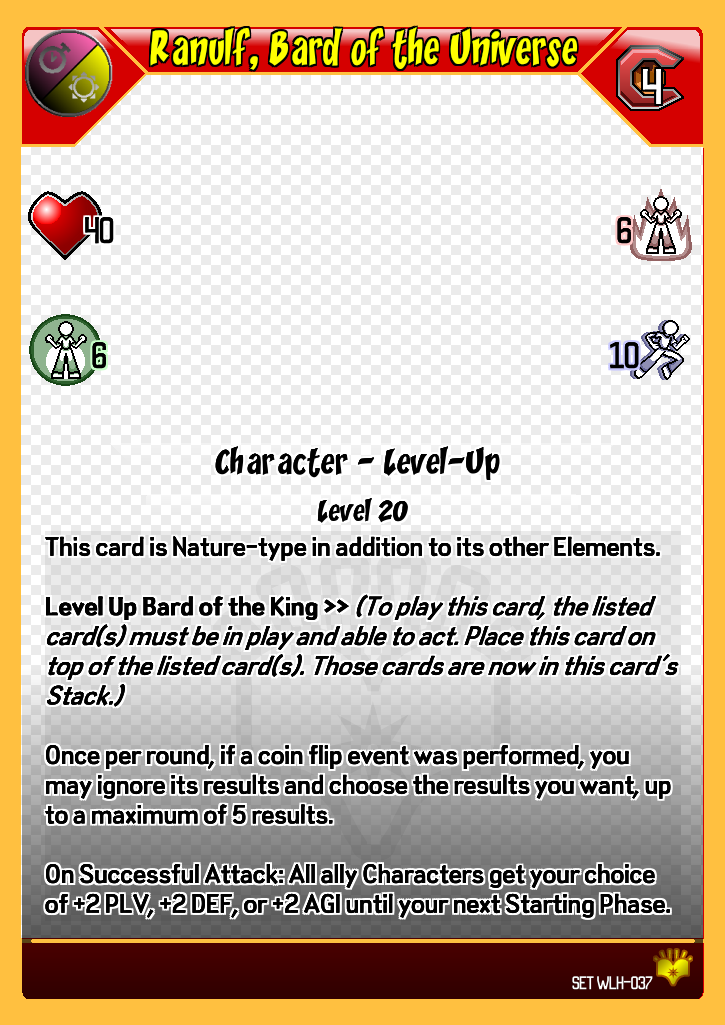 Ranulf, Bard of the Universe
4
40
6
6
10
Character - Level-Up
Level 20
This card is Nature-type in addition to its other Elements.
Level Up Bard of the King >> (To play this card, the listed
card(s) must be in play and able to act. Place this card on
top of the listed card(s). Those cards are now in this card's
Stack.)
Once per round, if a coin flip event was performed, you
may ignore its results and choose the results you want, up
to a maximum of 5 results.
On Successful Attack: All ally Characters get your choice
of +2 PLV, +2 DEF, or +2 AGI until your next Starting Phase.
SET WLH-037